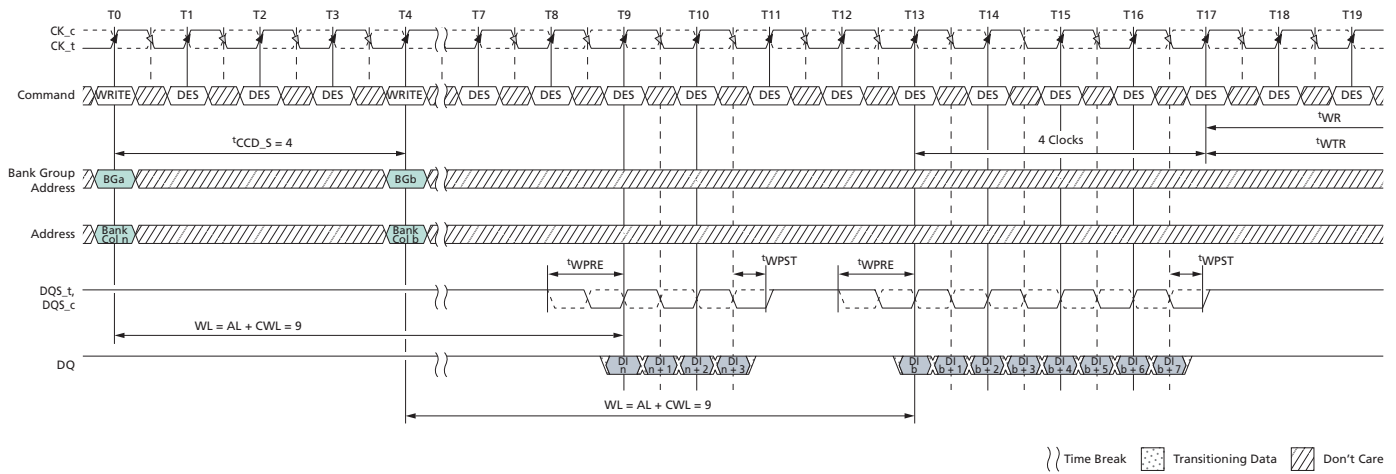 T0 T1 T2 T3 T4 T7 T8 T9 T10 T11 T12 T13 T14 T15 T16 T17 T18 T19
CK_c
CK_t
Command WRITE DES DES DES WRITE DES DES DES DES DES DES DES DES DES DES DES DES DES
tWR
tCCD_S = 4
4 Clocks
tWTR
Bank Group
Address
BGa BGb
Address
Bank
Col n
Bank
Col b
tWPRE tWPST tWPRE tWPST
DQS_t,
DQS_c
WL = AL + CWL = 9
DQ
DI
n
DI
n + 1
DI
n + 2
DI
n + 3
DI
b
DI
b + 1
DI
b + 2
DI
b + 3
DI
b + 4
DI
b + 5
DI
b + 6
DI
b + 7
WL = AL + CWL = 9
Time Break Transitioning Data Don't Care